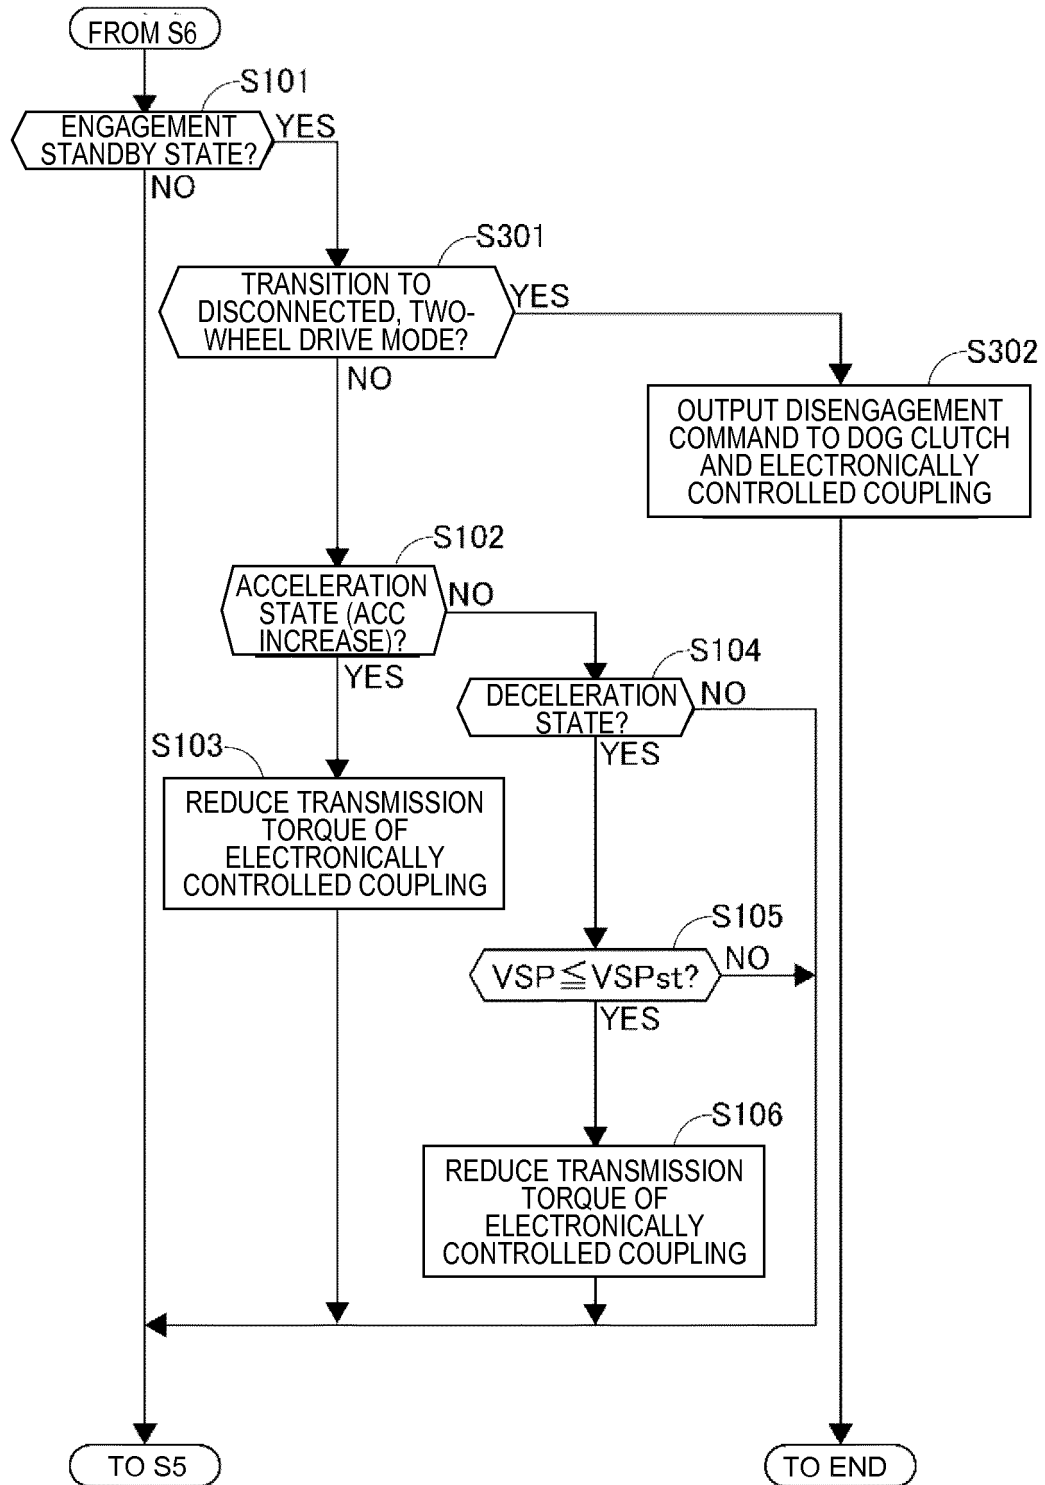 FROM S6
S101
ENGAGEMENT
STANDBY STATE?
YES
NO
S301
TRANSITION TO
DISCONNECTED, TWO-
WHEEL DRIVE MODE?
YES
NO
S302
OUTPUT DISENGAGEMENT
COMMAND TO DOG CLUTCH
AND ELECTRONICALLY
CONTROLLED COUPLING
S102
ACCELERATION
STATE (ACC
INCREASE)?
NO
YES
S104
DECELERATION
STATE?
NO
YES
S103
REDUCE TRANSMISSION
TORQUE OF
ELECTRONICALLY
CONTROLLED COUPLING
S105
VSP≦VSPst?
NO
YES
S106
REDUCE TRANSMISSION
TORQUE OF
ELECTRONICALLY
CONTROLLED COUPLING
TO S5
TO END